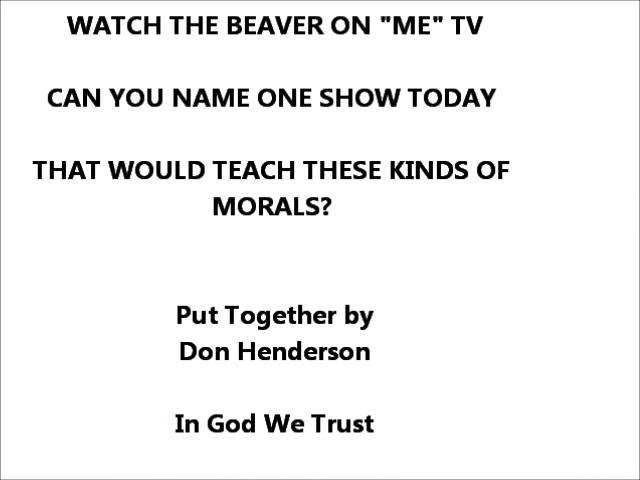 WATCH THE BEAVER ON "ME" TV
CAN YOU NAME ONE SHOW TODAY
THAT WOULD TEACH THESE KINDS OF
MORALS?
Put Together by
Don Henderson
In God We Trust